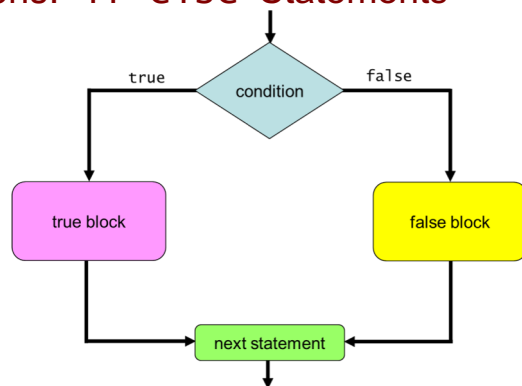 true
false
condition
true block
false block
next statement